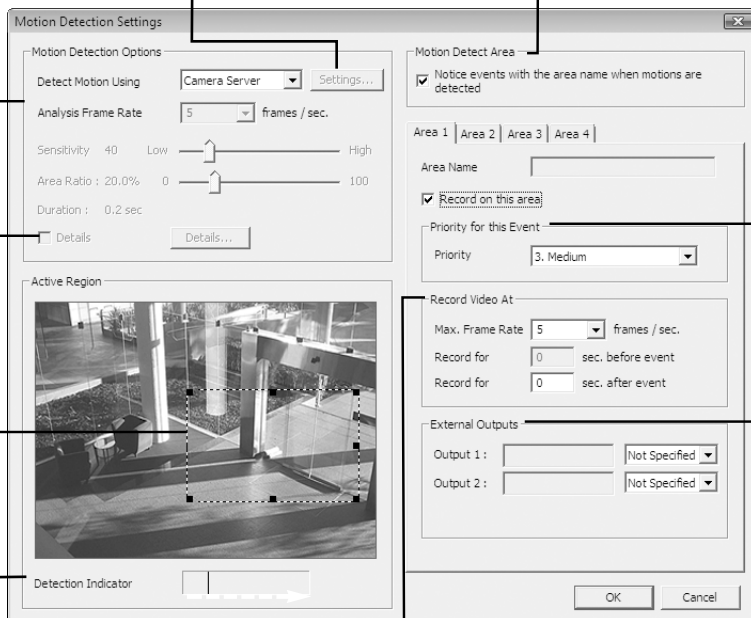 Motion Detection Settings
Motion Detection Options
Detect Motion Using
Camera Server
Settings...
Analysis Frame Rate
5
frames / sec.
Sensitivity 40 Low High
Area Ratio : 20.0% 0 100
Duration : 0.2 sec
Details
Details...
Active Region
Detection Indicator
Motion Detect Area
Notice events with the area name when motions are
detected
Area 1 Area 2 Area 3 Area 4
Area Name
Record on this area
Priority for this Event
Priority
3. Medium
Record Video At
Max. Frame Rate 5 frames / sec.
Record for 0 sec. before event
Record for 0 sec. after event
External Outputs
Output 1 : Not Specified
Output 2 : Not Specified
OK Cancel